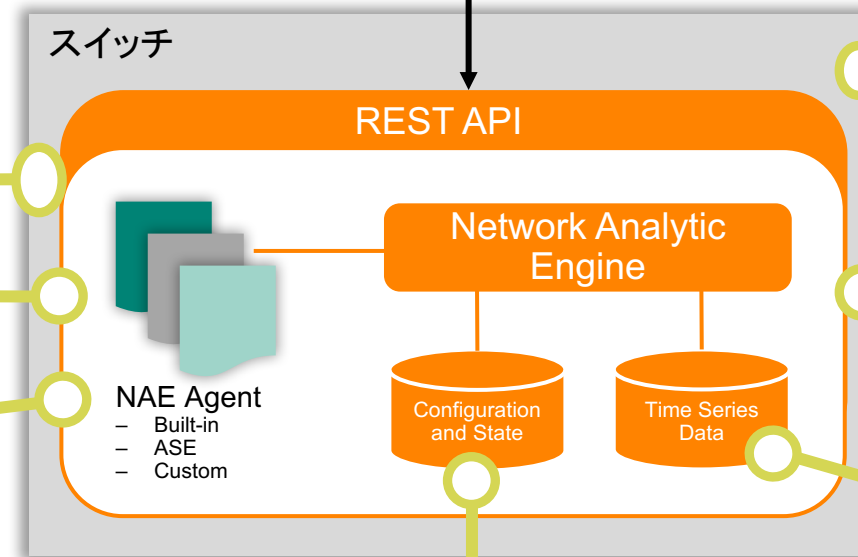 スイッチ
REST API
Network Analytic
Engine
NAE Agent
– Built-in
– ASE
– Custom
Configuration
and State
Time Series
Data